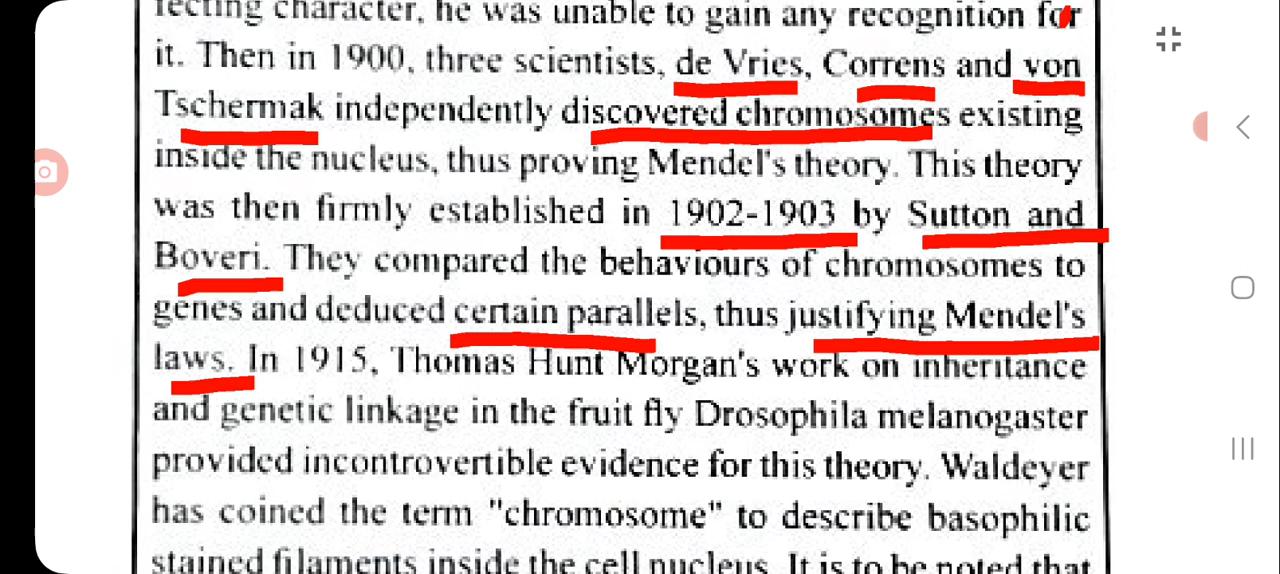 fecting character, he was unable to gain any recognition for
it. Then in 1900, three scientists, de Vries, Correns and von
Tschermak independently discovered chromosomes existing
inside the nucleus, thus proving Mendel's theory. This theory
was then firmly established in 1902-1903 by Sutton and
Boveri. They compared the behaviours of chromosomes to
genes and deduced certain parallels, thus justifying Mendel's
laws. In 1915, Thomas Hunt Morgan's work on inheritance
and genetic linkage in the fruit fly Drosophila melanogaster
provided incontrovertible evidence for this theory. Waldeyer
has coined the term "chromosome" to describe basophilic
stained filaments inside the cell nucleus. It is to be noted that